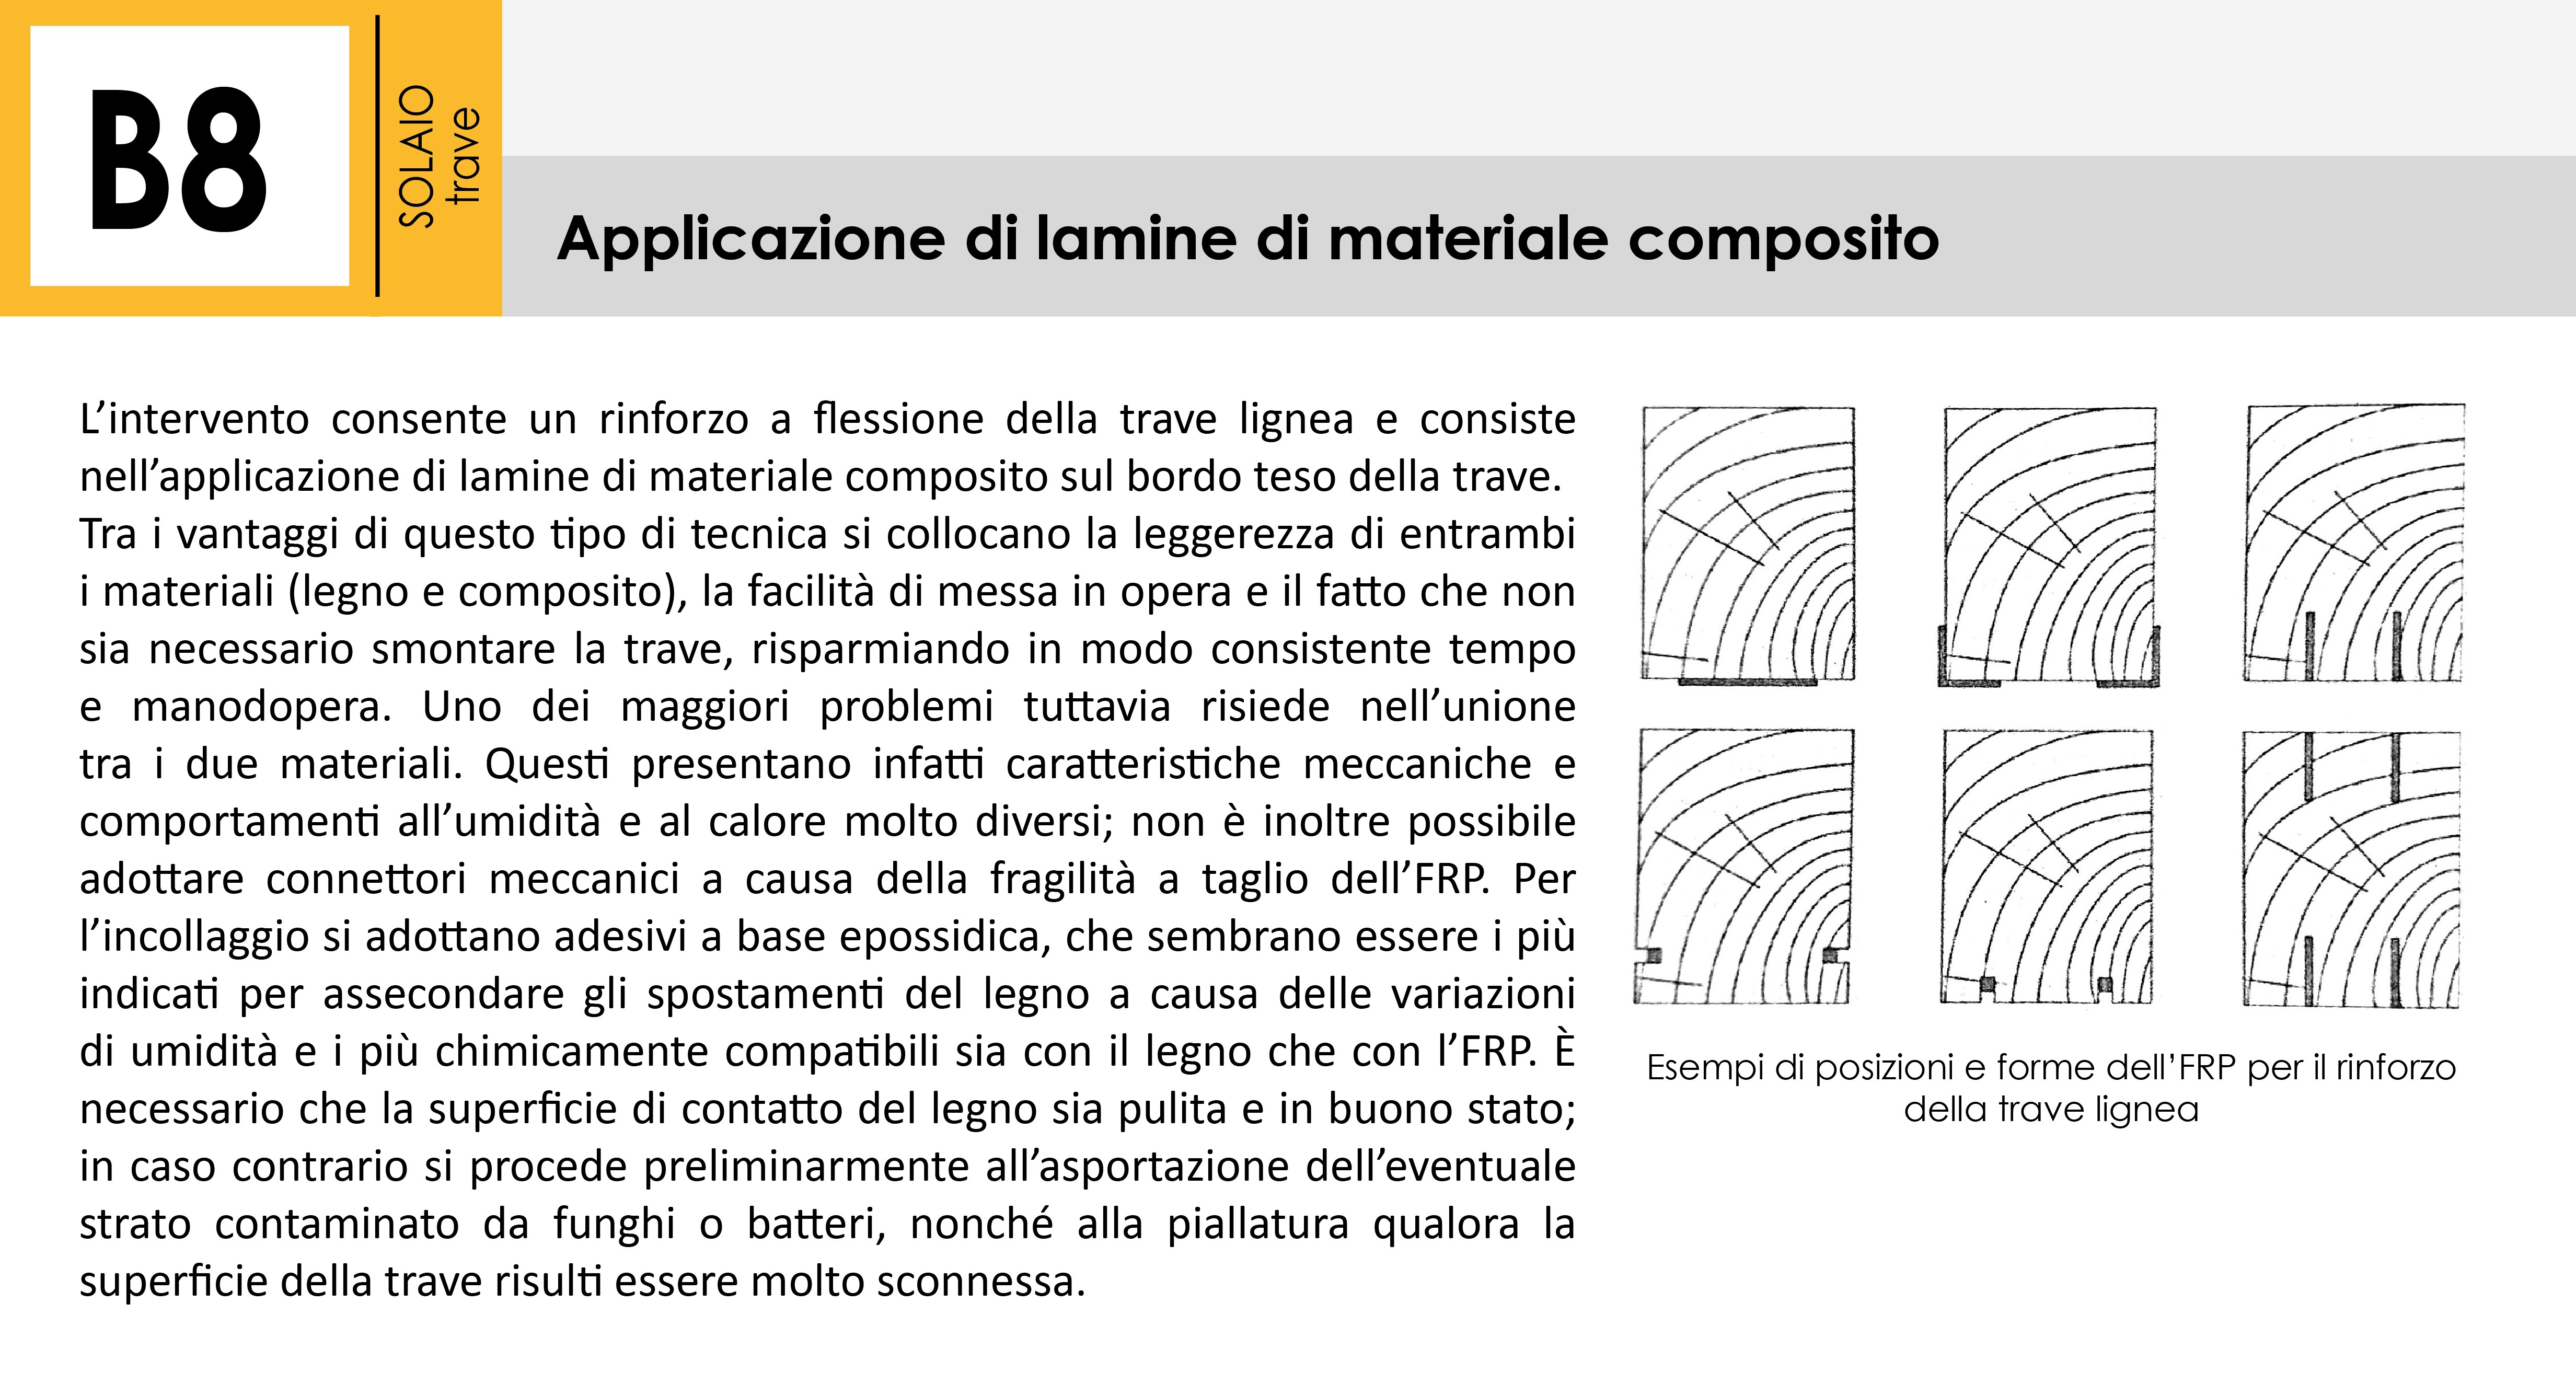 B8
SOLAIO
trave
Applicazione di lamine di materiale composito
L’intervento consente un rinforzo a flessione della trave lignea e consiste
nell’applicazione di lamine di materiale composito sul bordo teso della trave.
Tra i vantaggi di questo tipo di tecnica si collocano la leggerezza di entrambi
i materiali (legno e composito), la facilità di messa in opera e il fatto che non
sia necessario smontare la trave, risparmiando in modo consistente tempo
e manodopera. Uno dei maggiori problemi tuttavia risiede nell’unione
tra i due materiali. Questi presentano infatti caratteristiche meccaniche e
comportamenti all’umidità e al calore molto diversi; non è inoltre possibile
adottare connettori meccanici a causa della fragilità a taglio dell’FRP. Per
l’incollaggio si adottano adesivi a base epossidica, che sembrano essere i più
indicati per assecondare gli spostamenti del legno a causa delle variazioni
di umidità e i più chimicamente compatibili sia con il legno che con l’FRP. È
necessario che la superficie di contatto del legno sia pulita e in buono stato;
in caso contrario si procede preliminarmente all’asportazione dell’eventuale
strato contaminato da funghi o batteri, nonché alla piallatura qualora la
superficie della trave risulti essere molto sconnessa.
Esempi di posizioni e forme dell’FRP per il rinforzo
della trave lignea